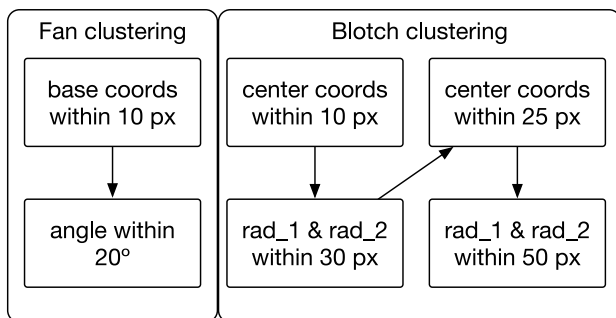 Fan clustering
base coords
within 10 px
angle within
20º
Blotch clustering
center coords
within 10 px
rad_1 & rad_2
within 30 px
center coords
within 25 px
rad_1 & rad_2
within 50 px